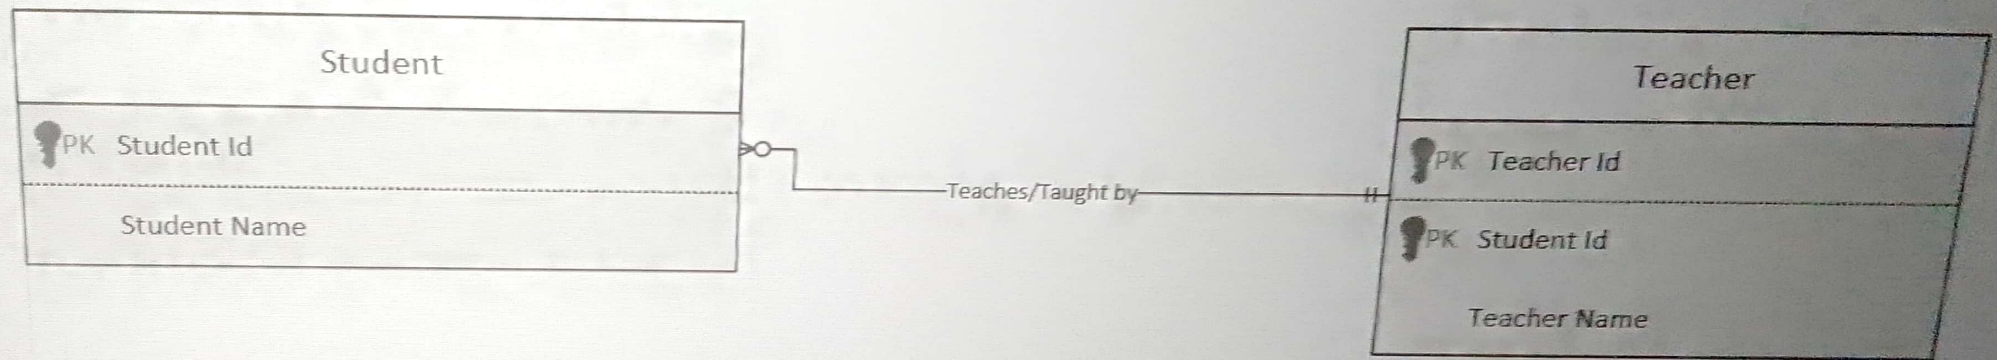 Student
PK Student Id
Student Name
Teaches/Taught by
Teacher
PK Teacher Id
PK Student Id
Teacher Name